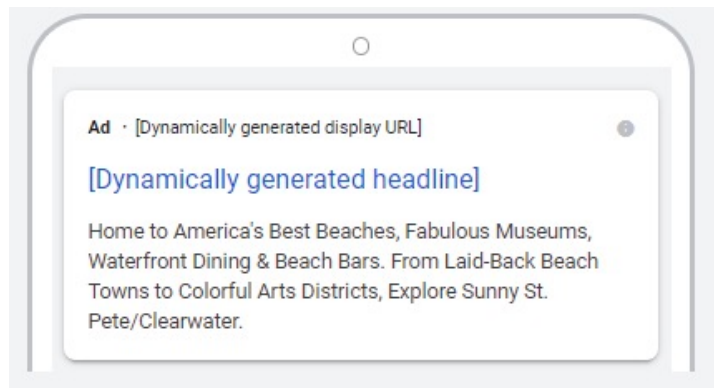 Ad · [Dynamically generated display URL]
[Dynamically generated headline]
Home to America's Best Beaches, Fabulous Museums,
Waterfront Dining & Beach Bars. From Laid-Back Beach
Towns to Colorful Arts Districts, Explore Sunny St.
Pete/Clearwater.